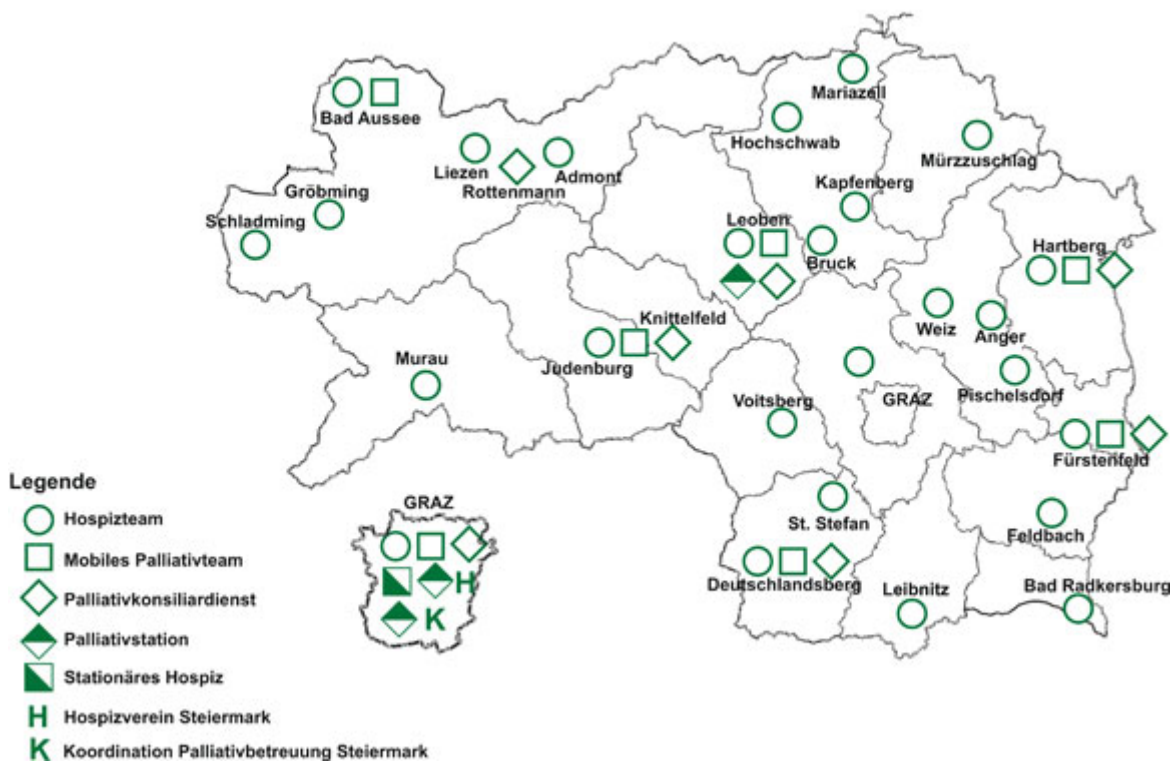 Mariazell
Bad Aussee
Hochschwab
Mürzzuschlag
Liezen
Admont
Rottenmann
Gröbming
Kapfenberg
Schladming
Leoben
Bruck
Hartberg
Knittelfeld
Weiz
Anger
Judenburg
Murau
Pischelsdorf
Voitsberg
GRAZ
Fürstenfeld
Legende
GRAZ
Hospizteam
St. Stefan
Feldbach
Mobiles Palliativteam
H
Deutschlandsberg
Leibnitz
Bad Radkersburg
Palliativkonsiliardienst
K
Palliativstation
Stationäres Hospiz
H Hospizverein Steiermark
K Koordination Palliativbetreuung Steiermark